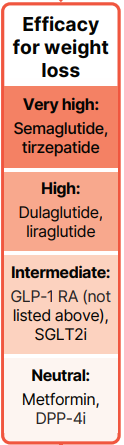 Efficacy
for weight
loss
Very high:
Semaglutide,
tirzepatide
High:
Dulaglutide,
liraglutide
Intermediate:
GLP-1 RA (not
listed above),
SGLT2i
Neutral:
Metformin,
DPP-4i